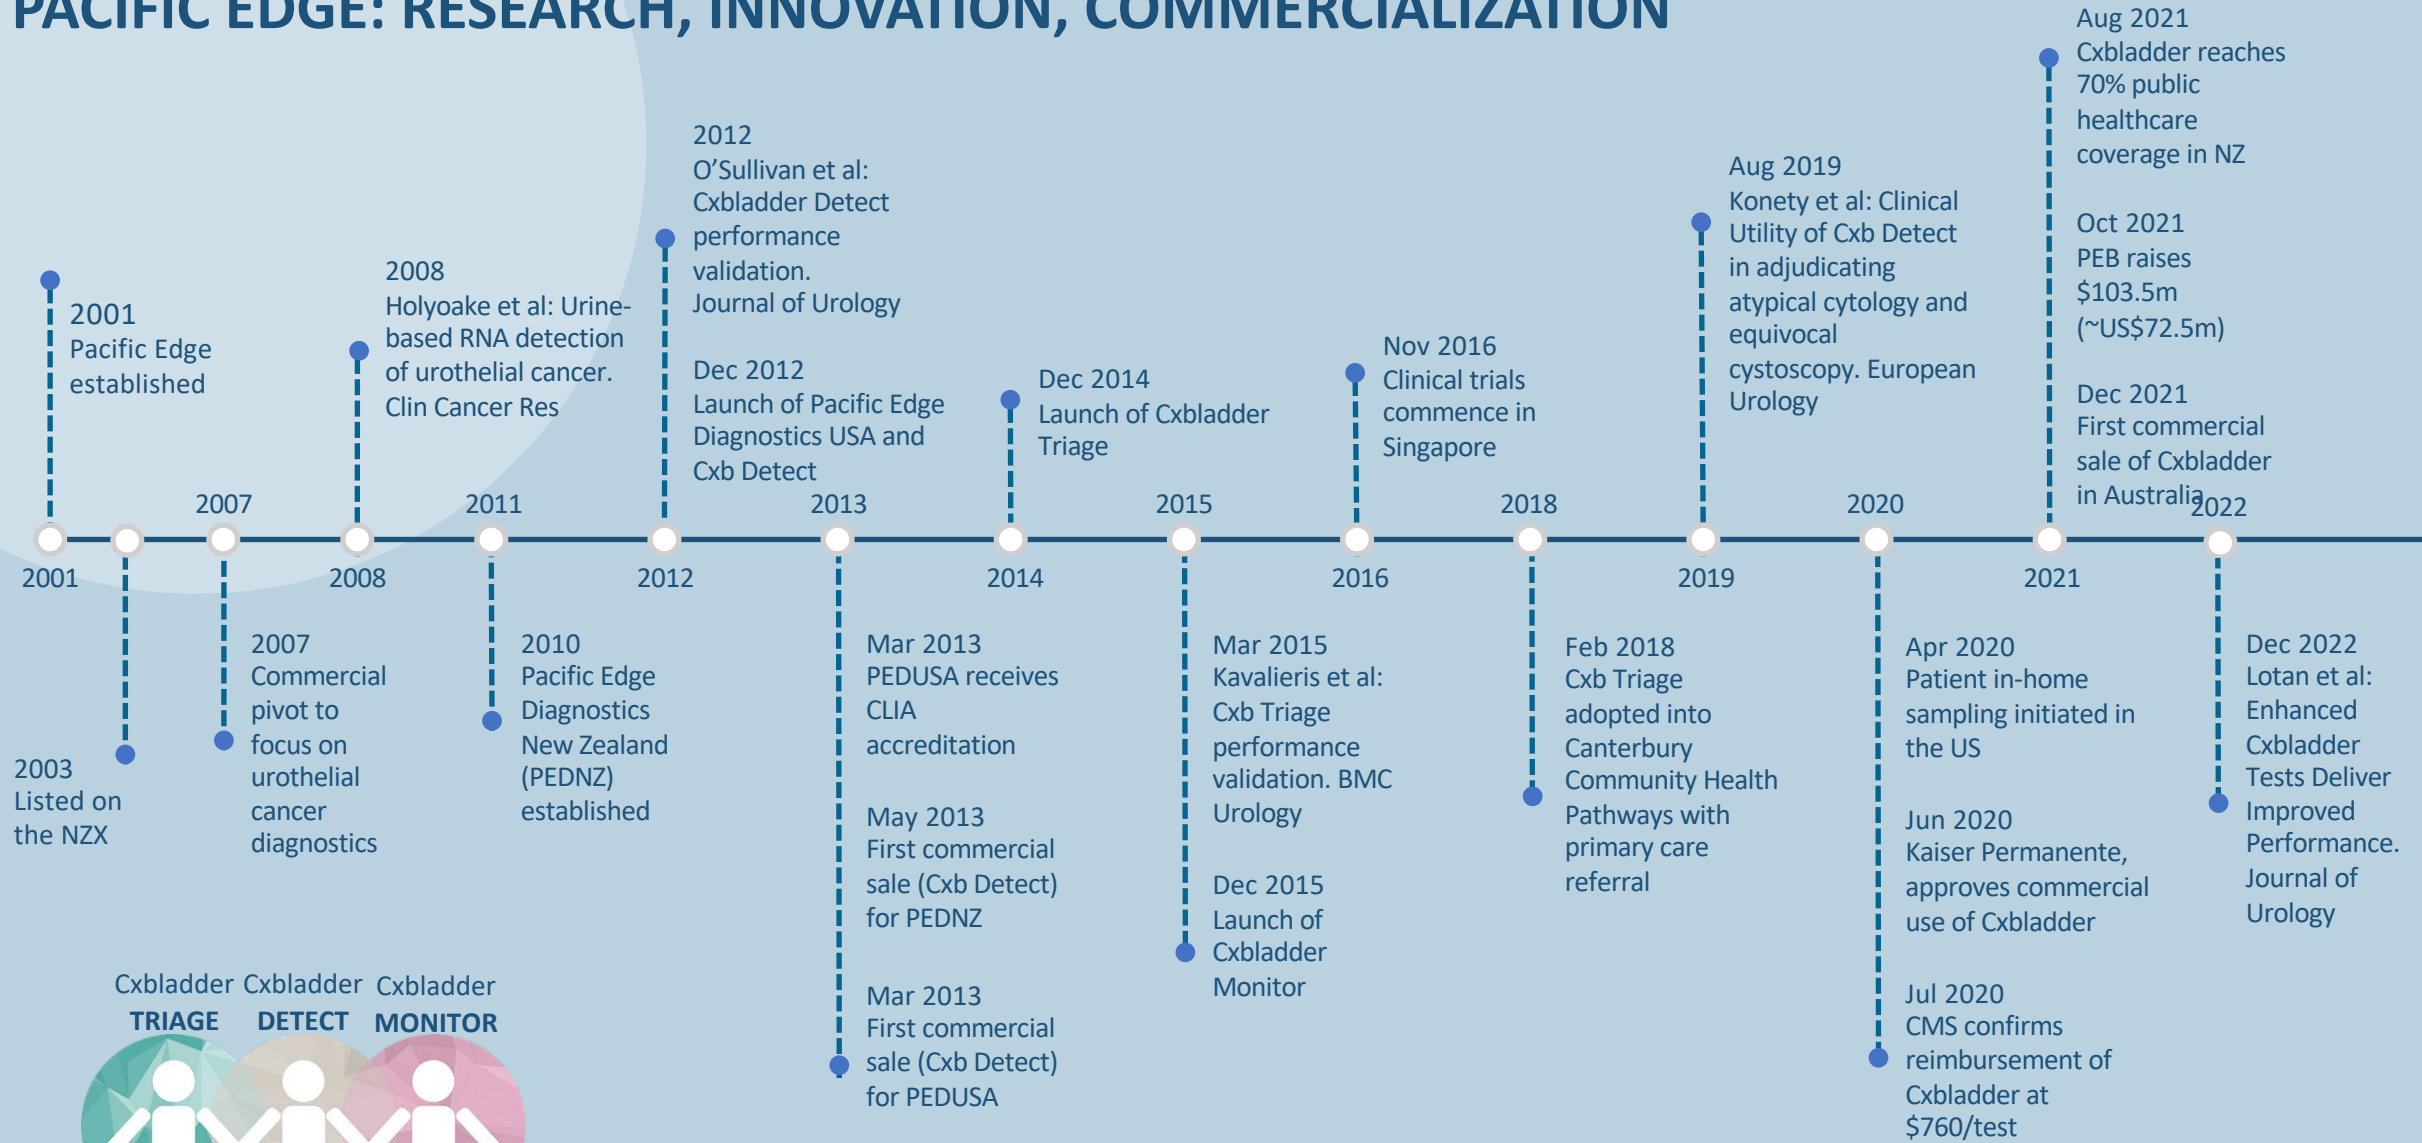 PACIFIC EDGE: RESEARCH, INNOVATION, COMMERCIALIZATION
2001
Pacific Edge
established
2008
Holyoake et al: Urine-
based RNA detection
of urothelial cancer.
Clin Cancer Res
2012
O'Sullivan et al:
Cxbladder Detect
performance
validation.
Journal of Urology
Dec 2012
Launch of Pacific Edge
Diagnostics USA and
Cxb Detect
Dec 2014
Launch of Cxbladder
Triage
Nov 2016
Clinical trials
commence in
Singapore
Aug 2019
Konety et al: Clinical
Utility of Cxb Detect
in adjudicating
atypical cytology and
equivocal
cystoscopy. European
Urology
Aug 2021
Cxbladder reaches
70% public
healthcare
coverage in NZ
Oct 2021
PEB raises
$103.5m
(~US$72.5m)
Dec 2021
First commercial
sale of Cxbladder
in Australia
2007
2011
2013
2015
2018
2020
2022
2001
2008
2012
2014
2016
2019
2021
2003
Listed on
the NZX
2007
Commercial
pivot to
focus on
urothelial
cancer
diagnostics
2010
Pacific Edge
Diagnostics
New Zealand
(PEDNZ)
established
Mar 2013
PEDUSA receives
CLIA
accreditation
May 2013
First commercial
sale (Cxb Detect)
for PEDNZ
Mar 2013
First commercial
sale (Cxb Detect)
for PEDUSA
Mar 2015
Kavalieris et al:
Cxb Triage
performance
validation. BMC
Urology
Dec 2015
Launch of
Cxbladder
Monitor
Feb 2018
Cxb Triage
adopted into
Canterbury
Community Health
Pathways with
primary care
referral
Apr 2020
Patient in-home
sampling initiated in
the US
Jun 2020
Kaiser Permanente,
approves commercial
use of Cxbladder
Jul 2020
CMS confirms
reimbursement of
Cxbladder at
$760/test
Dec 2022
Lotan et al:
Enhanced
Cxbladder
Tests Deliver
Improved
Performance.
Journal of
Urology
Cxbladder
TRIAGE
Cxbladder
DETECT
Cxbladder
MONITOR